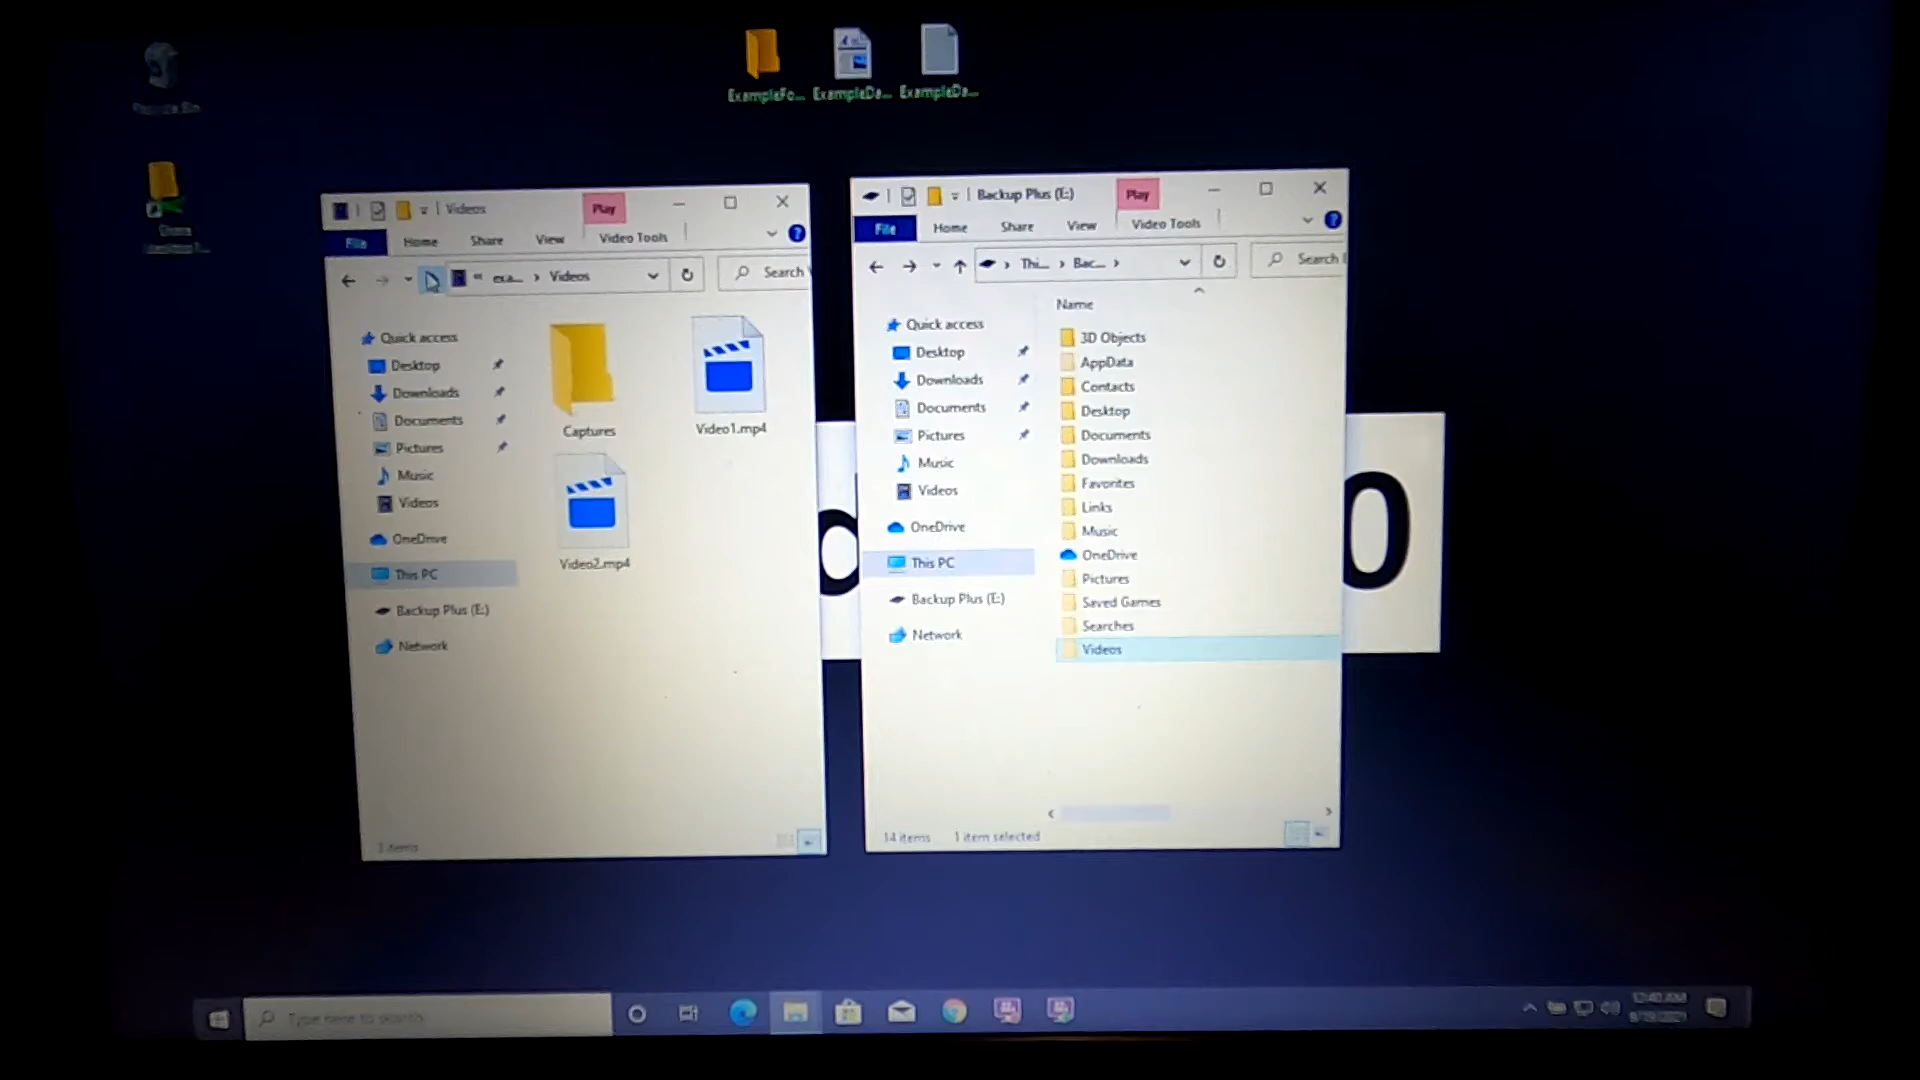 ExampleFo... ExampleDa... ExampleDa...
Videos
Play
File
Home
Share
View
Video Tools
exa...
Videos
Search
Quick access
Desktop
Downloads
Documents
Pictures
Music
Videos
OneDrive
This PC
Backup Plus (E:)
Network
Captures
Video1.mp4
Video2.mp4
3 items
Backup Plus (E:)
Play
File
Home
Share
View
Video Tools
Thi...
Bac...
Search
Quick access
Desktop
Downloads
Documents
Pictures
Music
Videos
OneDrive
This PC
Backup Plus (E:)
Network
Name
3D Objects
AppData
Contacts
Desktop
Documents
Downloads
Favorites
Links
Music
OneDrive
Pictures
Saved Games
Searches
Videos
14 items
1 item selected
0
Type here to search